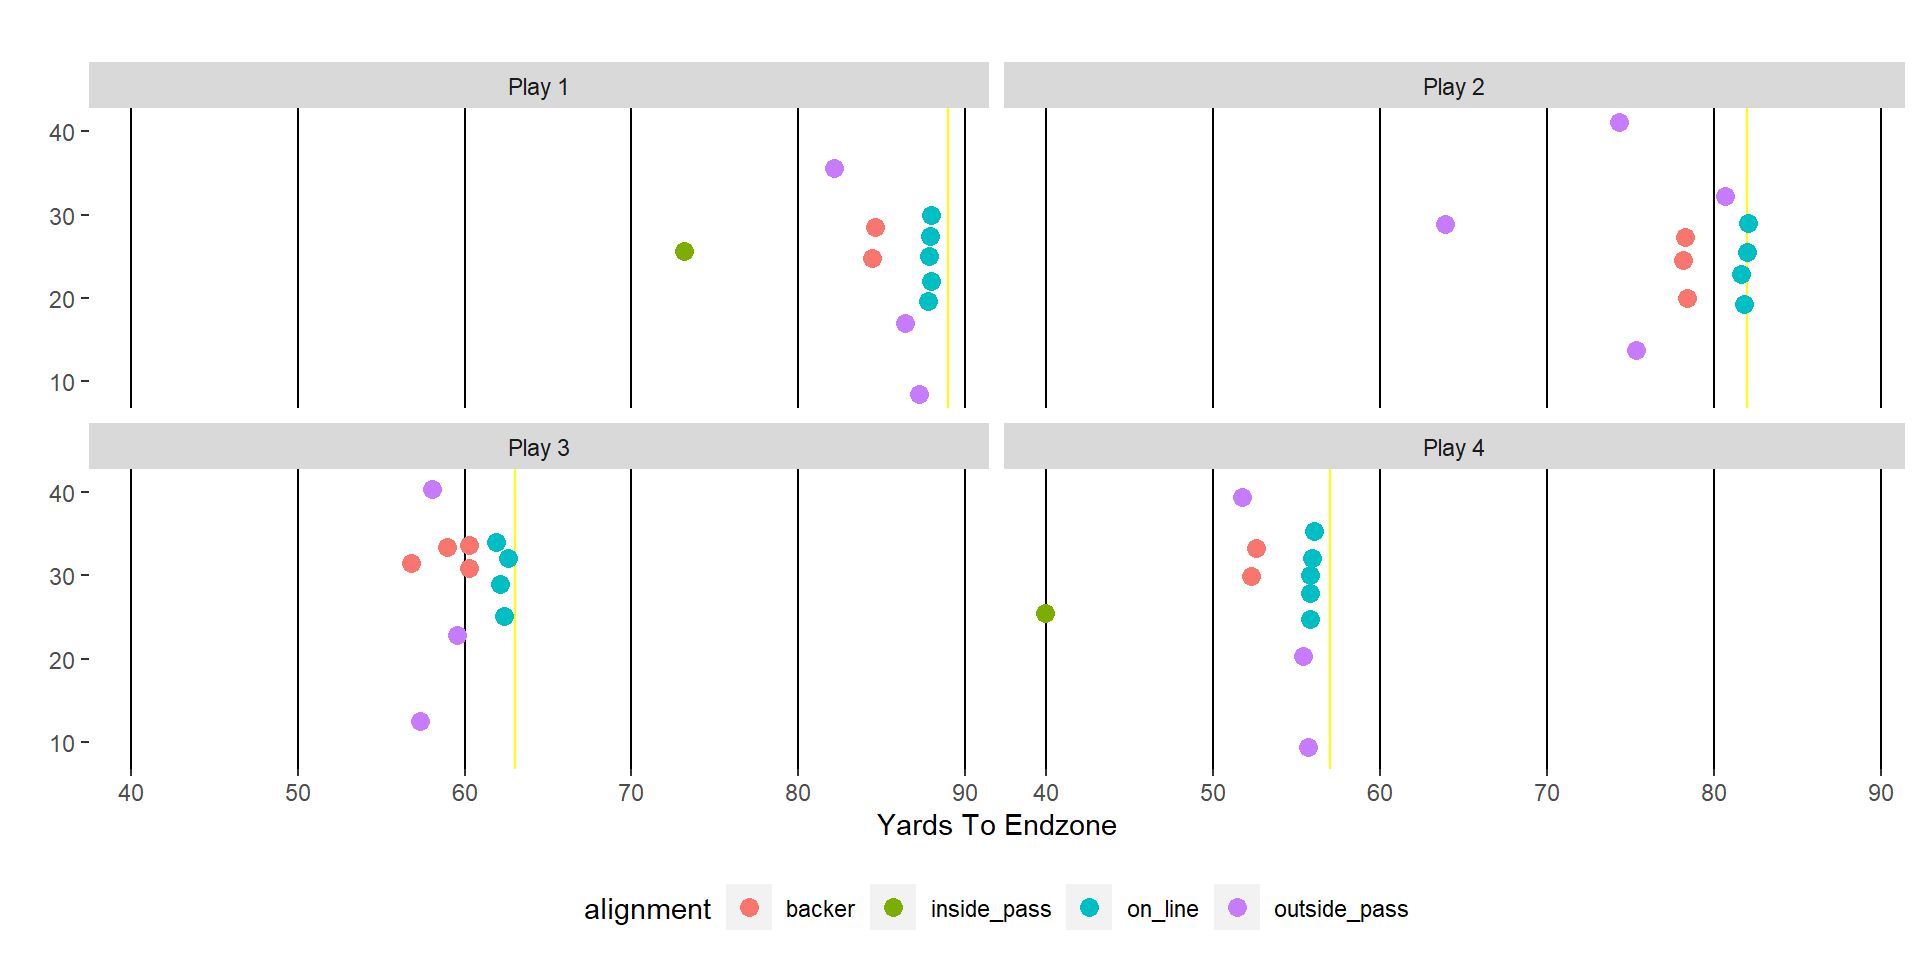 Play 1
Play 2
40
30
20
10
Play 3
Play 4
40
30
20
10
40 50 60 70 80 90 40 50 60 70 80 90
Yards To Endzone
alignment backer inside_pass on_line outside_pass